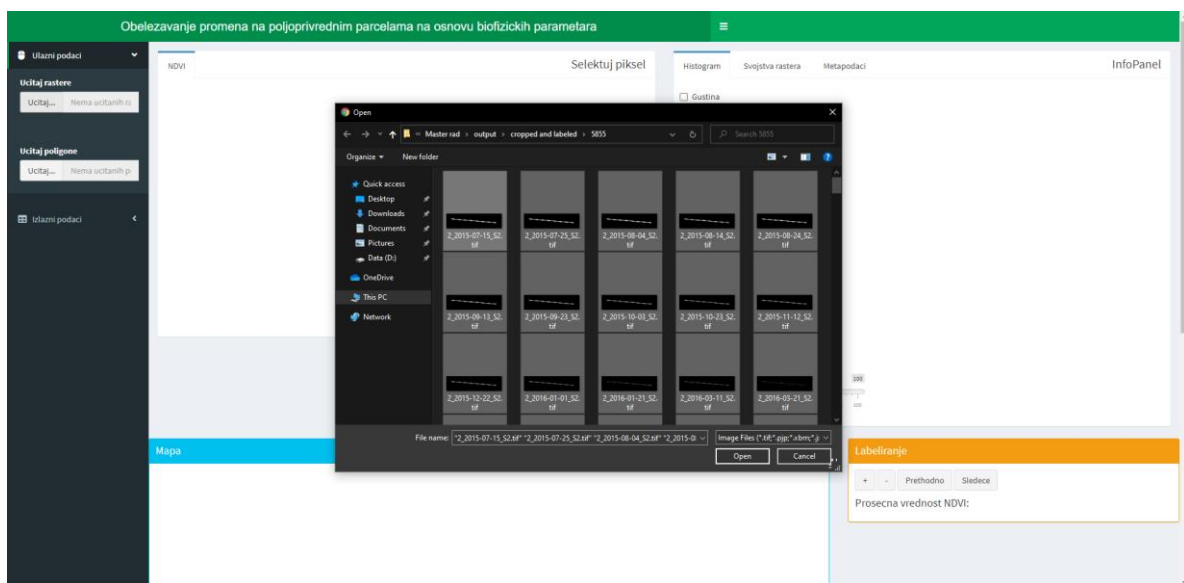 Obelezavanje promena na poljoprivrednim parcelama na osnovu biofizickih parametara
Ulazni podaci
Ucitaj rastere
Ucitaj... Nema ucitanih ra
Ucitaj poligone
Ucitaj... Nema ucitanih p
Izlazni podaci
NDVI
Selektuj piksel
Histogram Svojstva rastera Metapodaci
InfoPanel
Gustina
Open
« Master rad › output › cropped and labeled › 5855
Search 5855
Organize New folder
Quick access
Desktop
Downloads
Documents
Pictures
Data (D:)
OneDrive
This PC
Network
2_2015-07-15_S2.tif
2_2015-07-25_S2.tif
2_2015-08-04_S2.tif
2_2015-08-14_S2.tif
2_2015-08-24_S2.tif
2_2015-09-13_S2.tif
2_2015-09-23_S2.tif
2_2015-10-03_S2.tif
2_2015-10-23_S2.tif
2_2015-11-12_S2.tif
2_2015-12-22_S2.tif
2_2016-01-01_S2.tif
2_2016-01-21_S2.tif
2_2016-03-11_S2.tif
2_2016-03-21_S2.tif
File name: "2_2015-07-15_S2.tif" "2_2015-07-25_S2.tif" "2_2015-08-04_S2.tif" "2_2015-0
Image Files (*.tif;*.pjp;*.xbm;*.j
Open Cancel
100
100
Mapa
Labeliranje
+ - Prethodno Sledece
Prosecna vrednost NDVI: